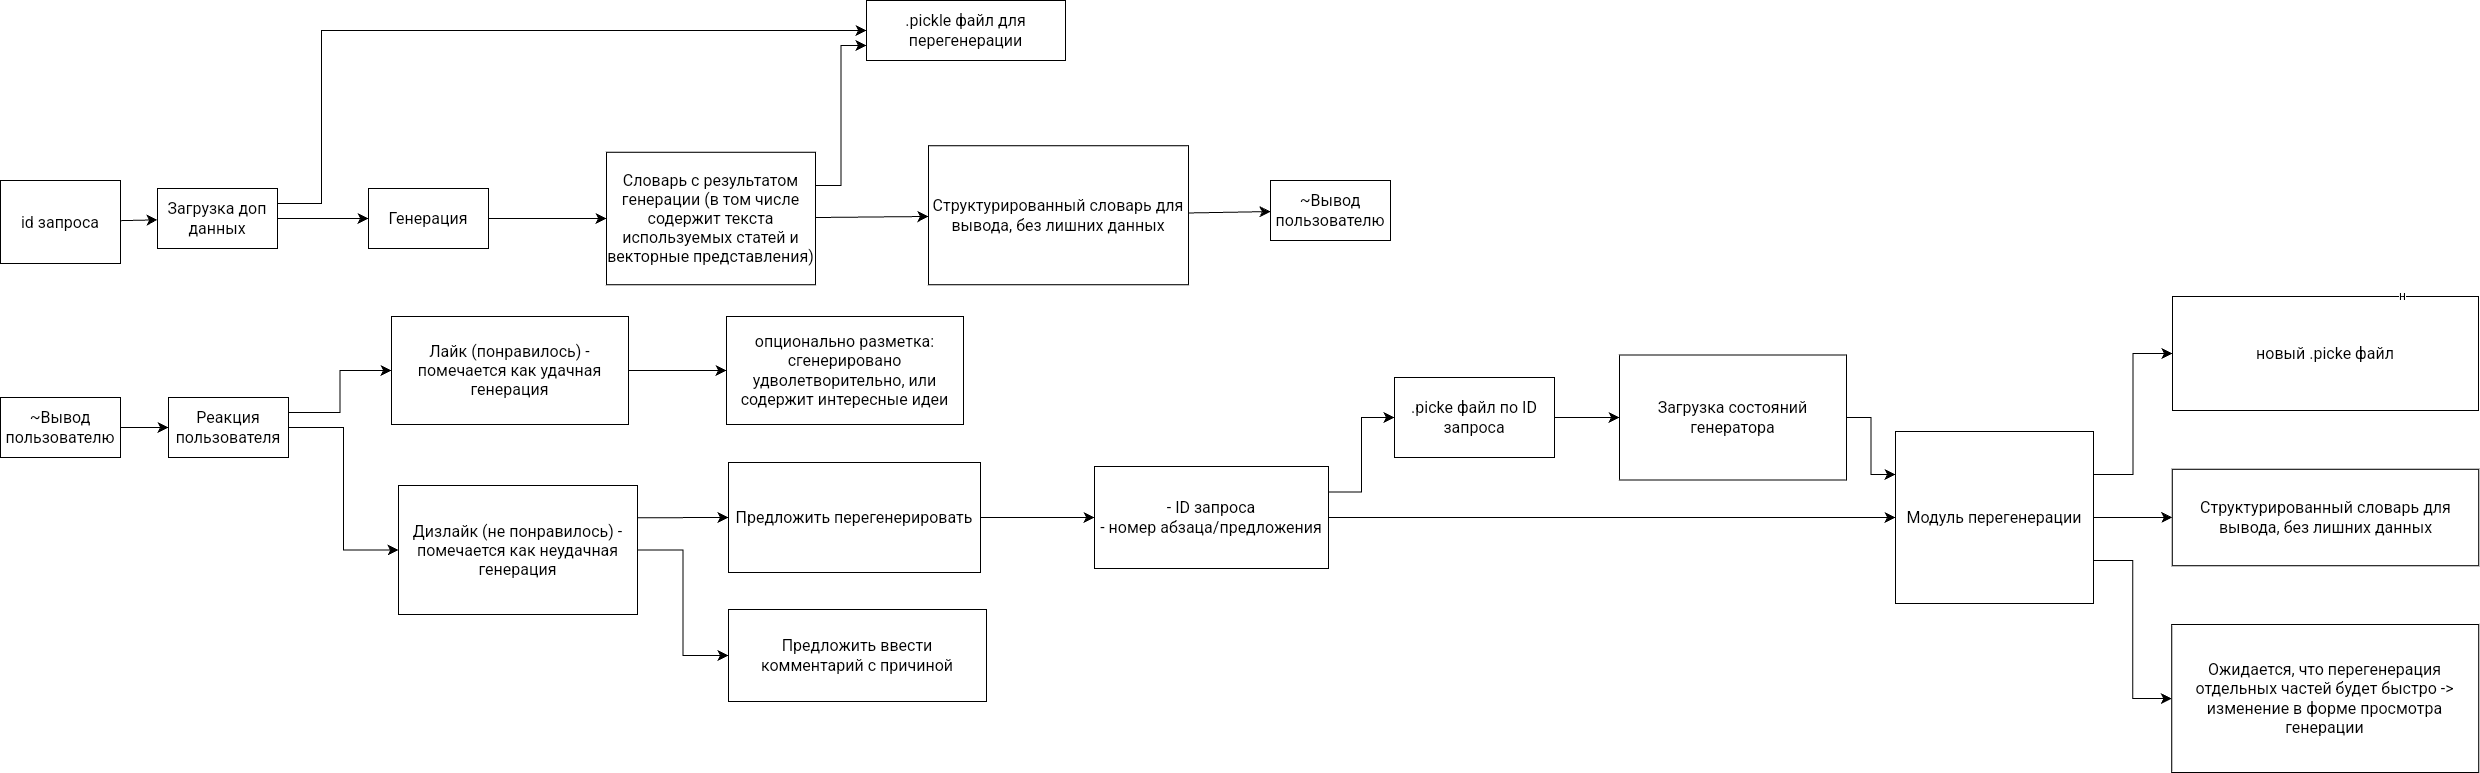 .pickle файл для
перегенерации
id запроса
Загрузка доп
данных
Генерация
Словарь с результатом
генерации (в том числе
содержит текста
используемых статей и
векторные представления)
Структурированный словарь для
вывода, без лишних данных
~Вывод
пользователю
~Вывод
пользователю
Реакция
пользователя
Лайк (понравилось) -
помечается как удачная
генерация
опционально разметка:
сгенерировано
удволетворительно, или
содержит интересные идеи
Дизлайк (не понравилось) -
помечается как неудачная
генерация
Предложить перегенерировать
Предложить ввести
комментарий с причиной
- ID запроса
- номер абзаца/предложения
.picke файл по ID
запроса
Загрузка состояний
генератора
Модуль перегенерации
н
новый .picke файл
Структурированный словарь для
вывода, без лишних данных
Ожидается, что перегенерация
отдельных частей будет быстро ->
изменение в форме просмотра
генерации